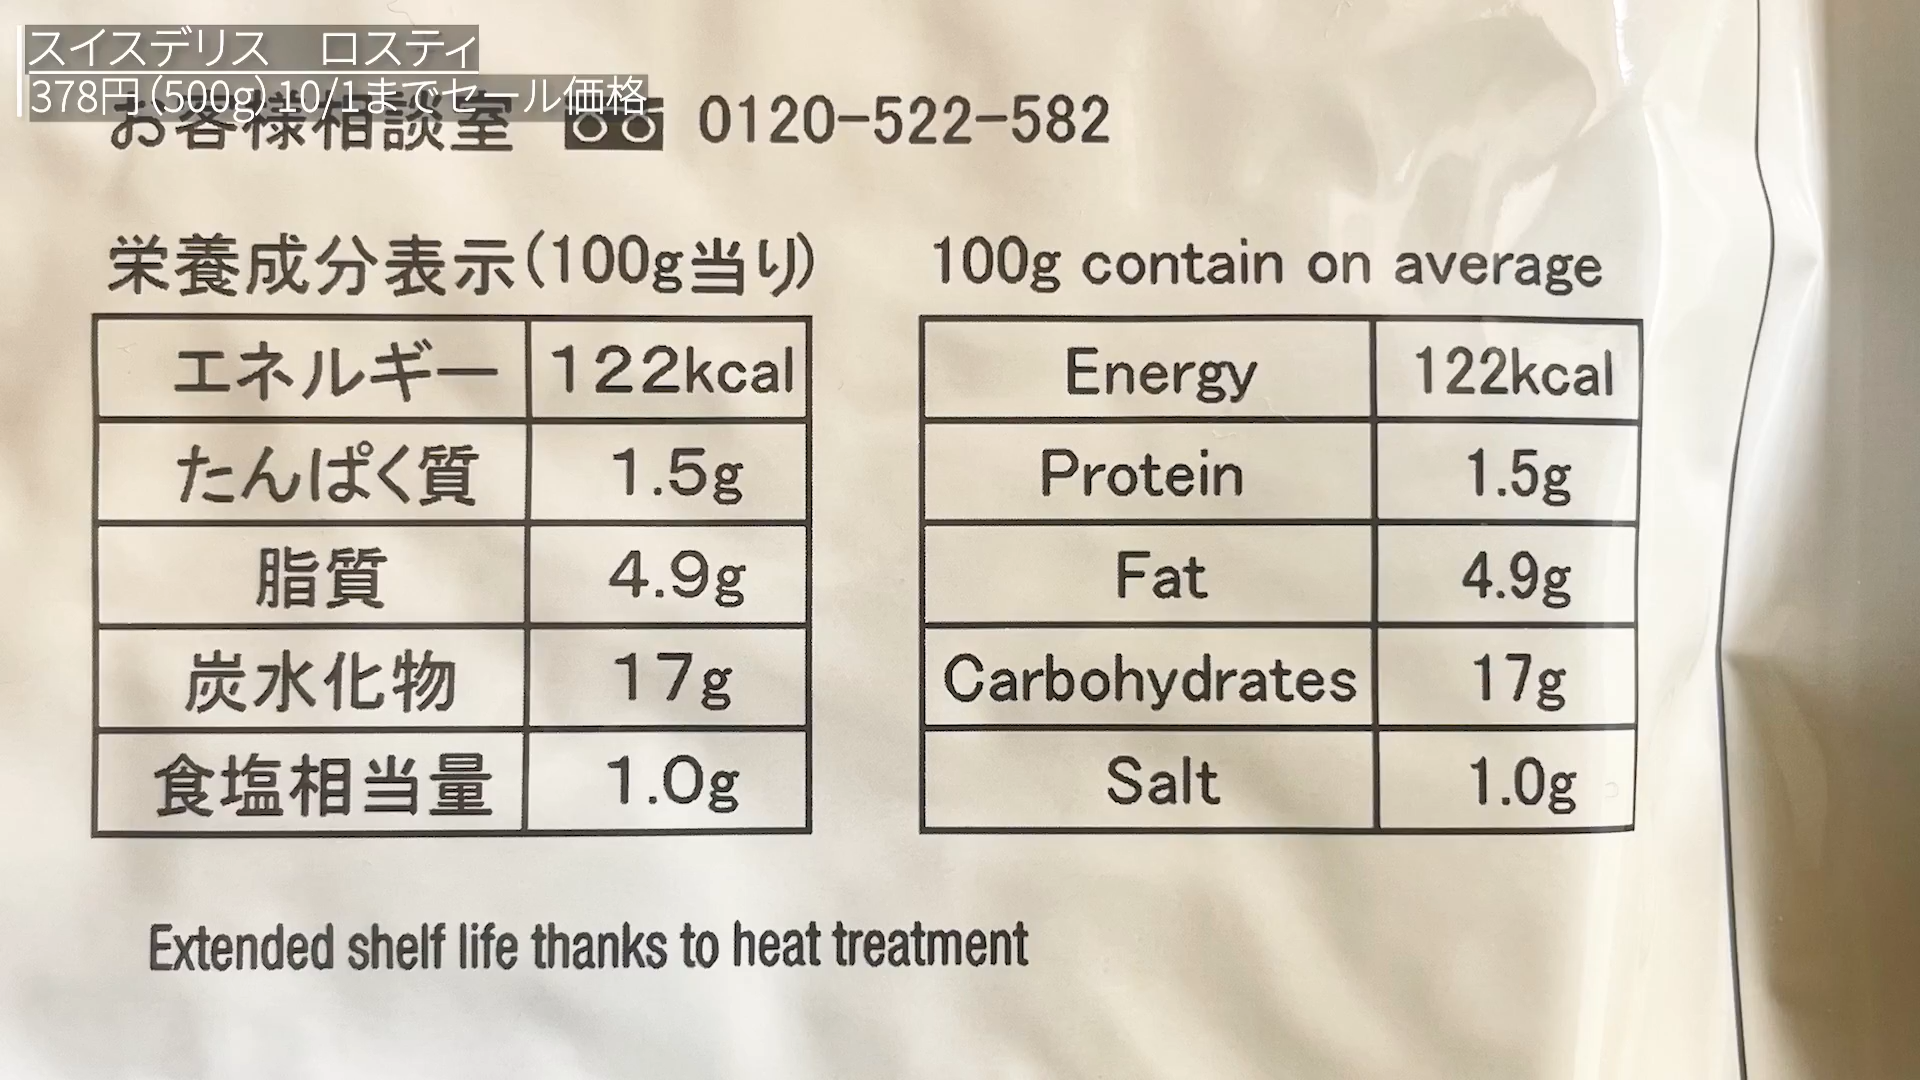 スイスデリス　ロスティ
378円（500g）10/1までセール価格
お客様相談室 0120-522-582
栄養成分表示（100g当り）
エネルギー 122kcal
たんぱく質 1.5g
脂質 4.9g
炭水化物 17g
食塩相当量 1.0g
100g contain on average
Energy 122kcal
Protein 1.5g
Fat 4.9g
Carbohydrates 17g
Salt 1.0g
Extended shelf life thanks to heat treatment